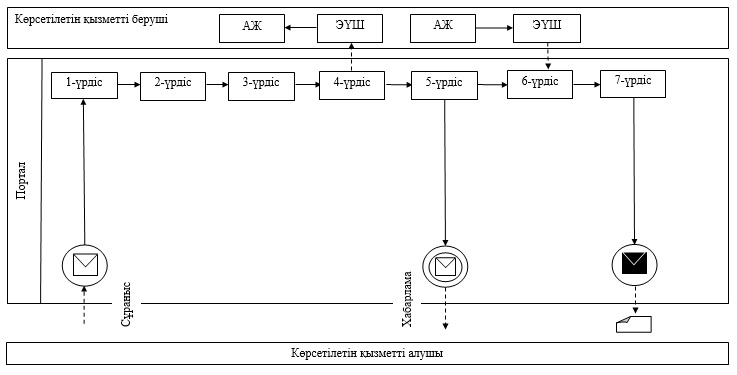 Көрсетілетін қызметті беруші
АЖ
ЭҮШ
АЖ
ЭҮШ
1-үрдіс
2-үрдіс
3-үрдіс
4-үрдіс
5-үрдіс
6-үрдіс
7-үрдіс
Портал
Сұраныс
Хабарлама
Көрсетілетін қызметті алушы